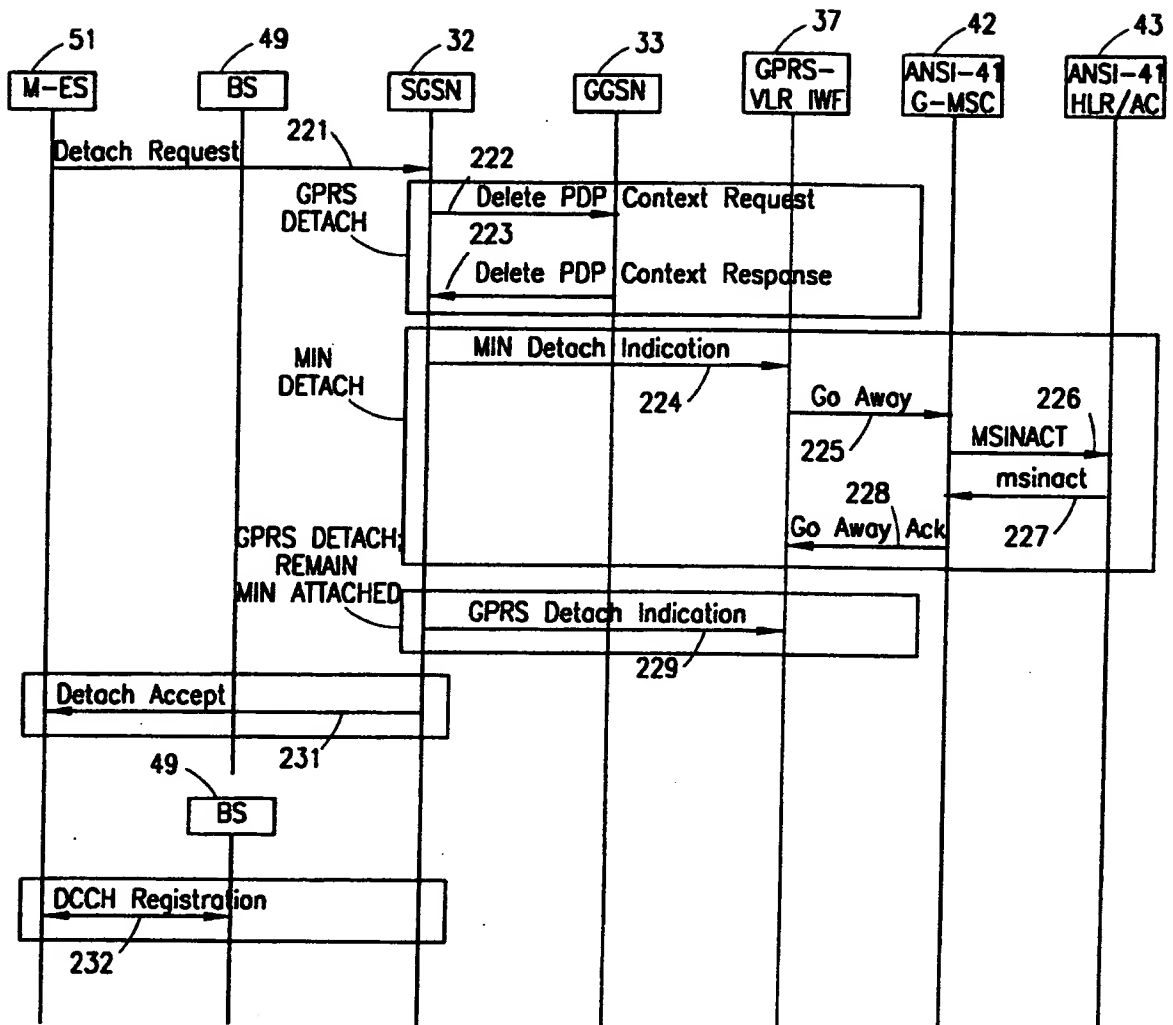 51
49
32
33
37
42
43
M-ES
BS
SGSN
GGSN
GPRS-
VLR IWF
ANSI-41
G-MSC
ANSI-41
HLR/AC
Detach Request
221
GPRS
DETACH
222
Delete PDP Context Request
223
Delete PDP Context Response
MIN
DETACH
MIN Detach Indication
224
Go Away
225
226
MSINACT
msinact
227
228
Go Away Ack
GPRS DETACH;
REMAIN
MIN ATTACHED
GPRS Detach Indication
229
Detach Accept
231
49
BS
DCCH Registration
232